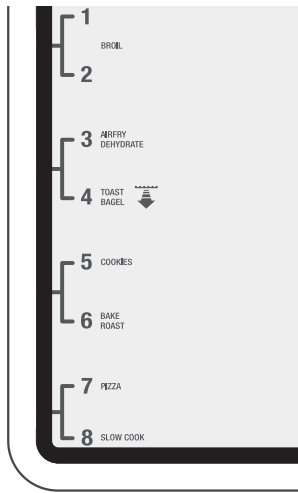 1
BROIL
2
3 AIRFRY
DEHYDRATE
4 TOAST
BAGEL
5 COOKIES
6 BAKE
ROAST
7 PIZZA
8 SLOW COOK